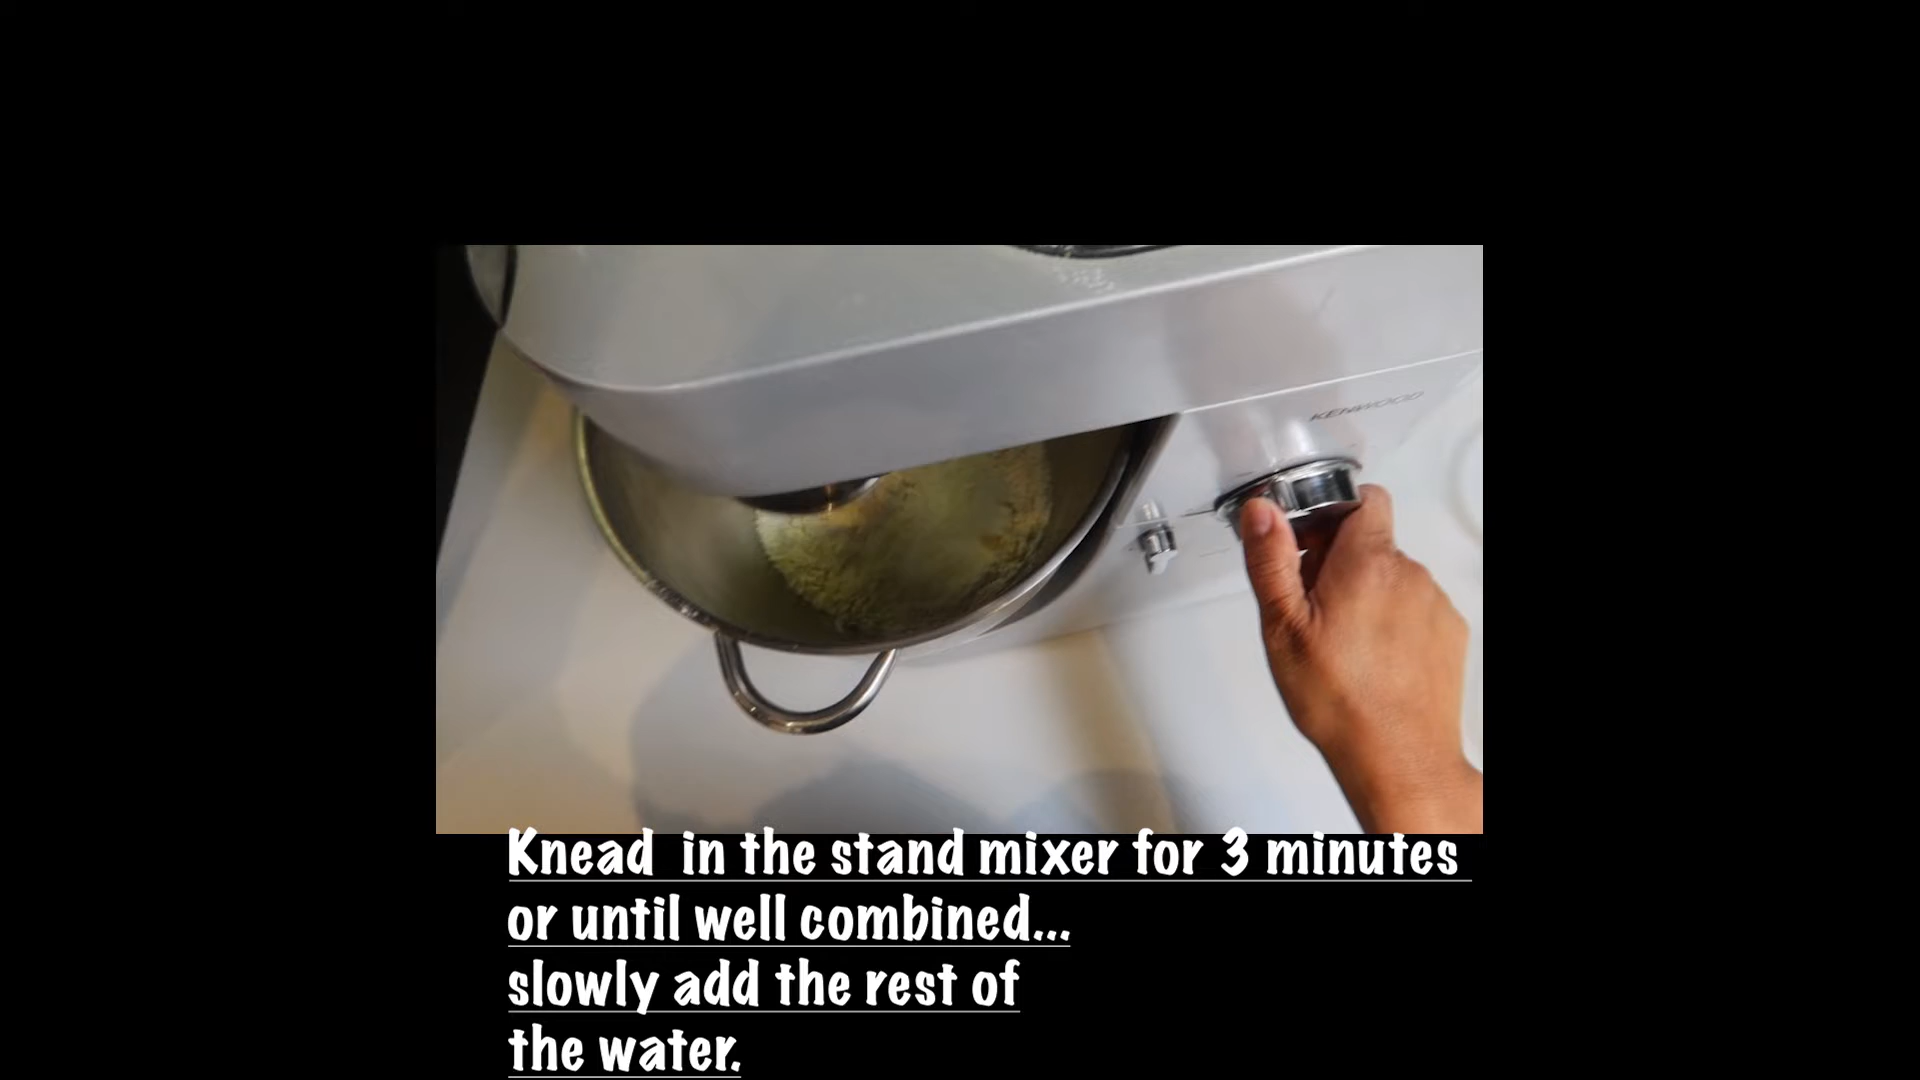 KENWOOD
Knead in the stand mixer for 3 minutes
or until well combined...
slowly add the rest of
the water.